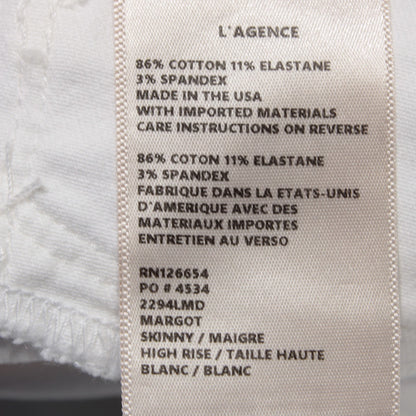 L'AGENCE
86% COTTON 11% ELASTANE
3% SPANDEX
MADE IN THE USA
WITH IMPORTED MATERIALS
CARE INSTRUCTIONS ON REVERSE
86% COTON 11% ELASTANE
3% SPANDEX
FABRIQUE DANS LA ETATS-UNIS
D'AMERIQUE AVEC DES
MATERIAUX IMPORTES
ENTRETIEN AU VERSO
RN126654
PO # 4534
2294LMD
MARGOT
SKINNY / MAIGRE
HIGH RISE / TAILLE HAUTE
BLANC / BLANC